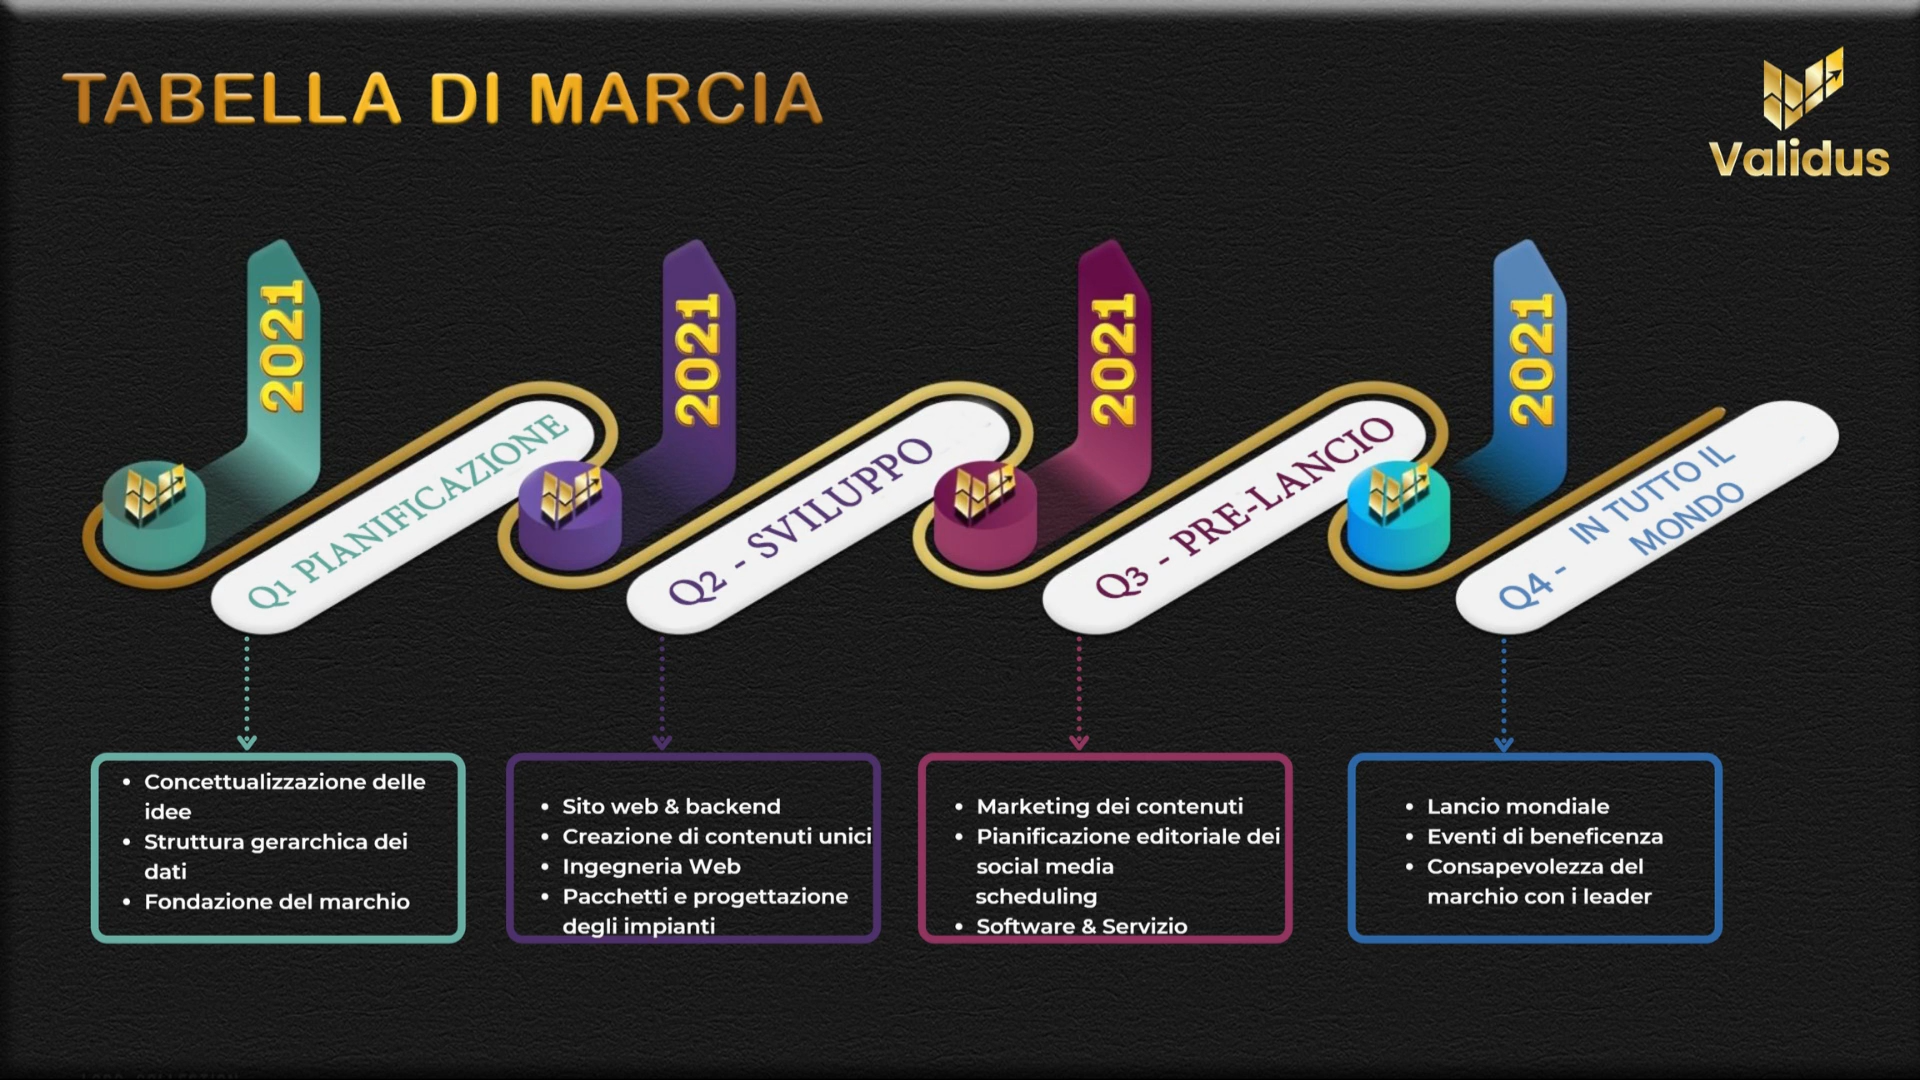 TABELLA DI MARCIA
Validus
2021
2021
2021
2021
Q1 PIANIFICAZIONE
Q2 - SVILUPPO
Q3 - PRE-LANCIO
Q4 - IN TUTTO IL
MONDO
• Concettualizzazione delle
idee
• Struttura gerarchica dei
dati
• Fondazione del marchio
• Sito web & backend
• Creazione di contenuti unici
• Ingegneria Web
• Pacchetti e progettazione
degli impianti
• Marketing dei contenuti
• Pianificazione editoriale dei
social media
scheduling
• Software & Servizio
• Lancio mondiale
• Eventi di beneficenza
• Consapevolezza del
marchio con i leader